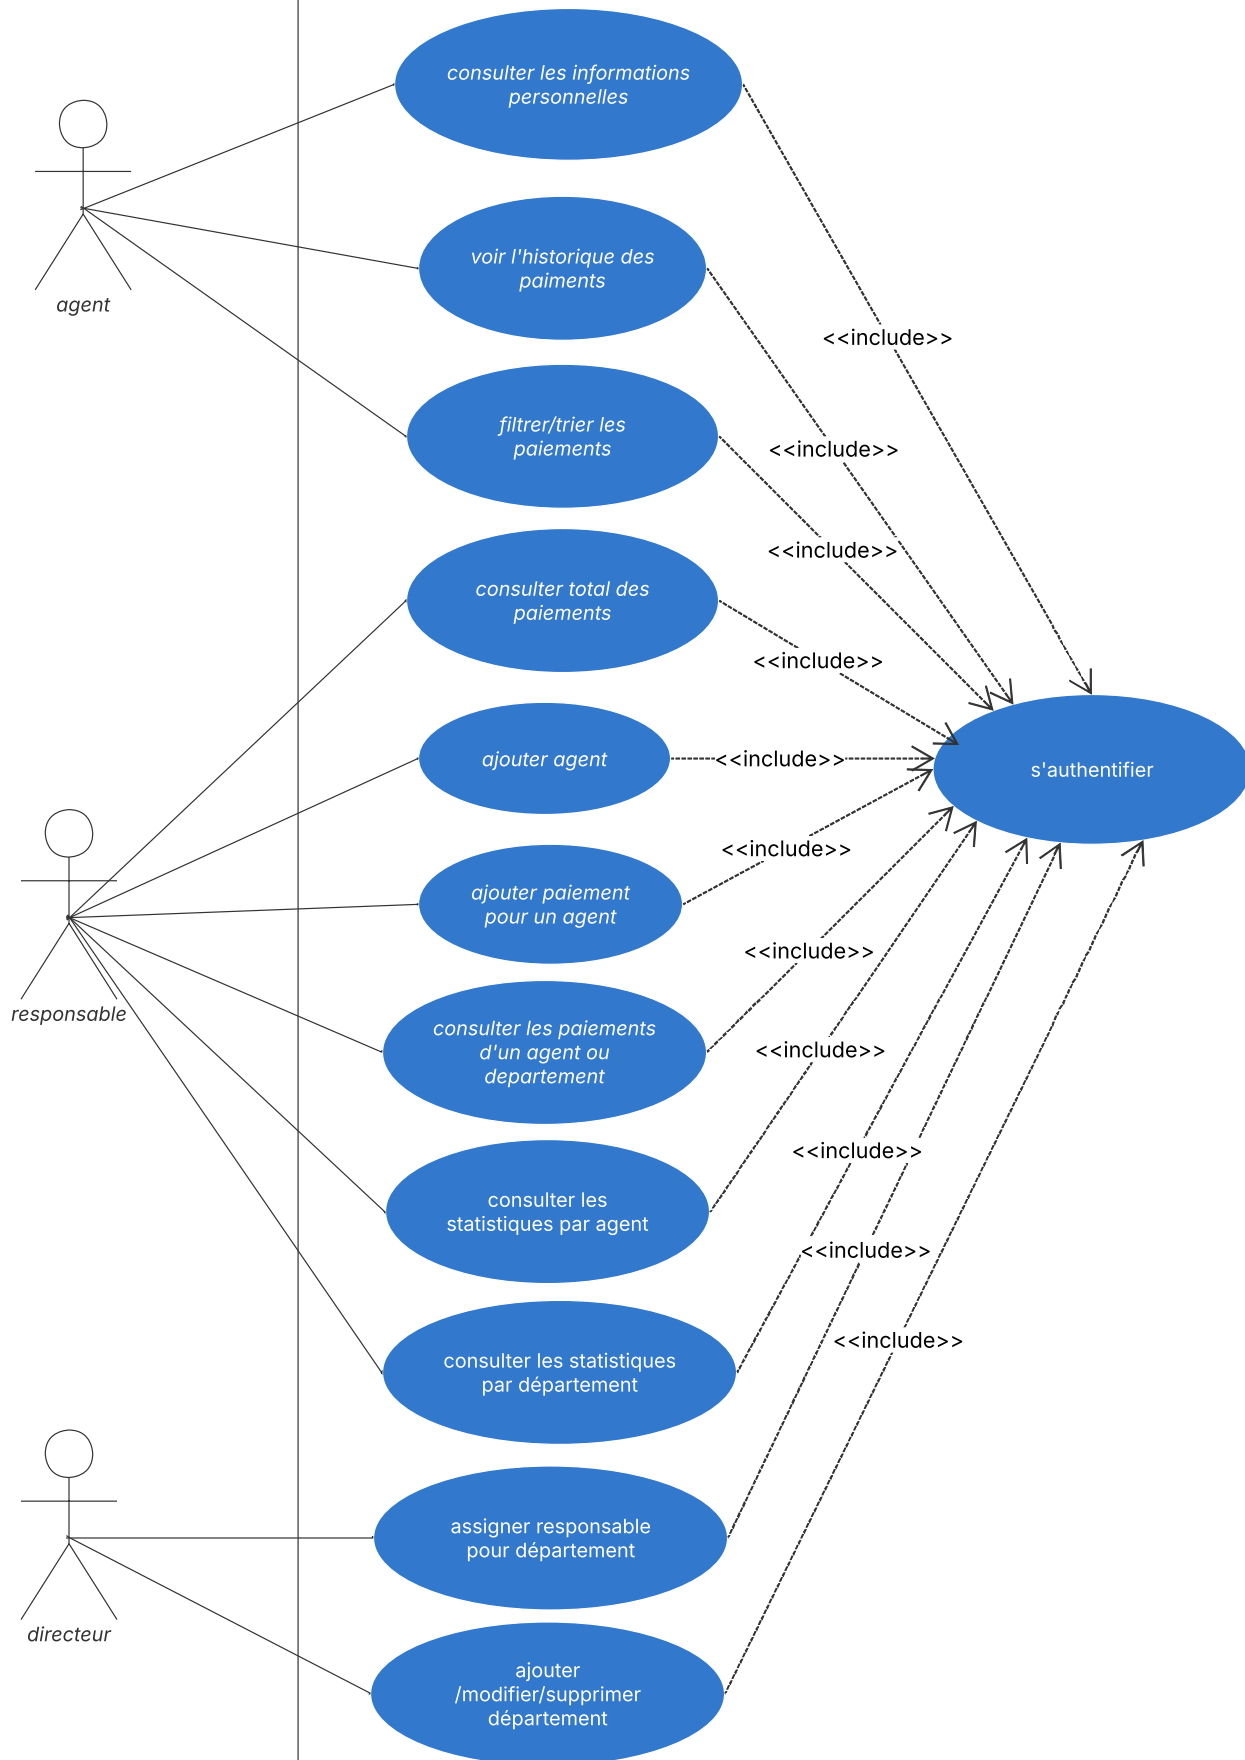 consulter les informations
personnelles
agent
voir l'historique des
paiments
<<include>>
filtrer/trier les
paiements
<<include>>
<<include>>
consulter total des
paiements
<<include>>
ajouter agent
<<include>>
s'authentifier
ajouter paiement
pour un agent
<<include>>
responsable
consulter les paiements
d'un agent ou
departement
<<include>>
<<include>>
consulter les
statistiques par agent
<<include>>
<<include>>
consulter les statistiques
par département
<<include>>
assigner responsable
pour département
directeur
ajouter
/modifier/supprimer
département